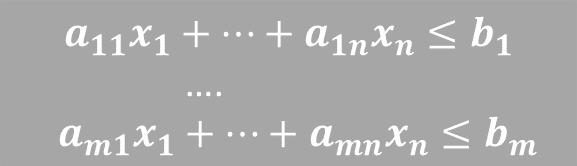 a₁₁x₁ + ⋯ + a₁ₙxₙ ≤ b₁
....
aₘ₁x₁ + ⋯ + aₘₙxₙ ≤ bₘ